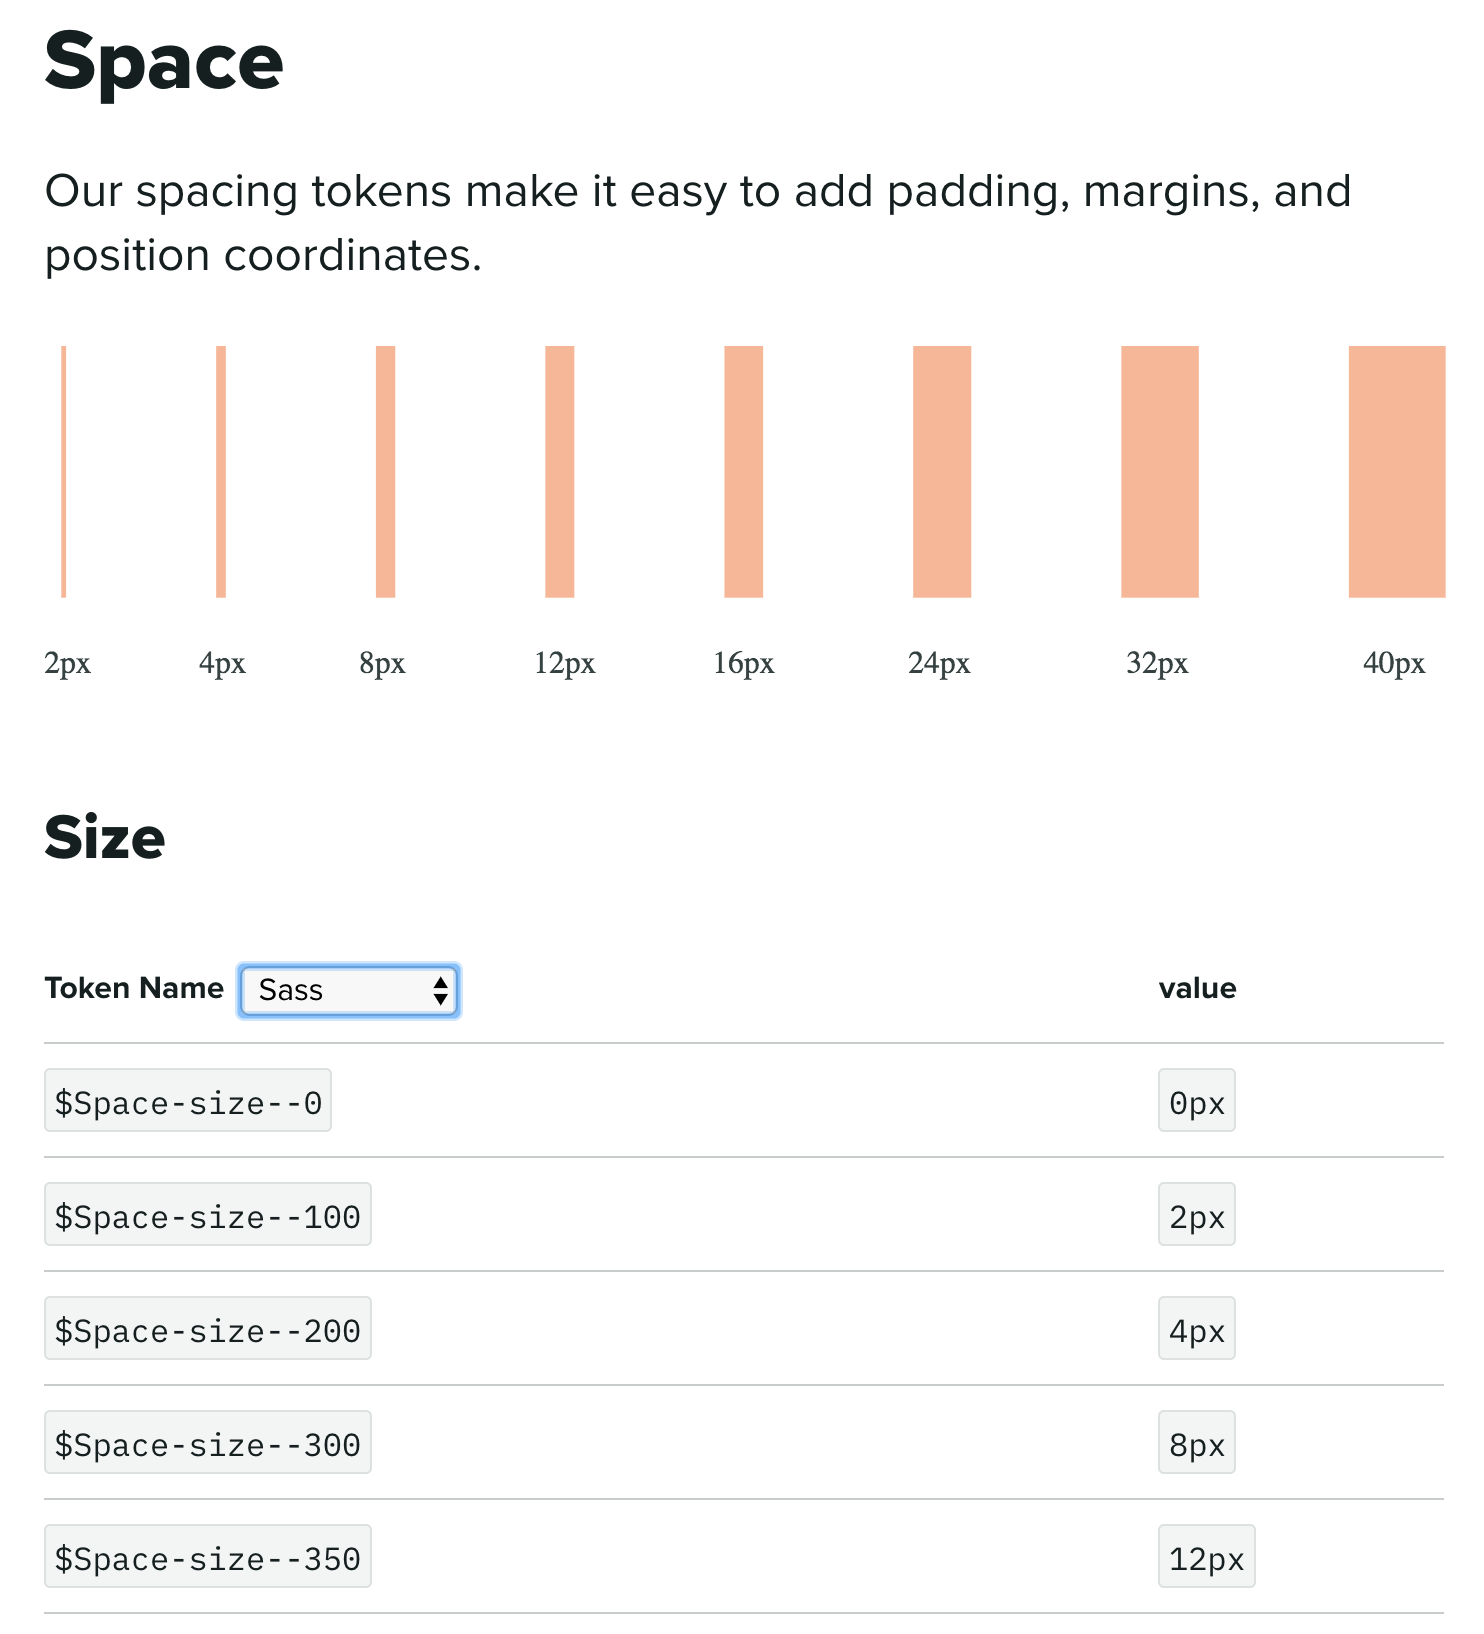 Space
Our spacing tokens make it easy to add padding, margins, and
position coordinates.
2px 4px 8px 12px 16px 24px 32px 40px
Size
Token Name Sass value
$Space-size--0 0px
$Space-size--100 2px
$Space-size--200 4px
$Space-size--300 8px
$Space-size--350 12px